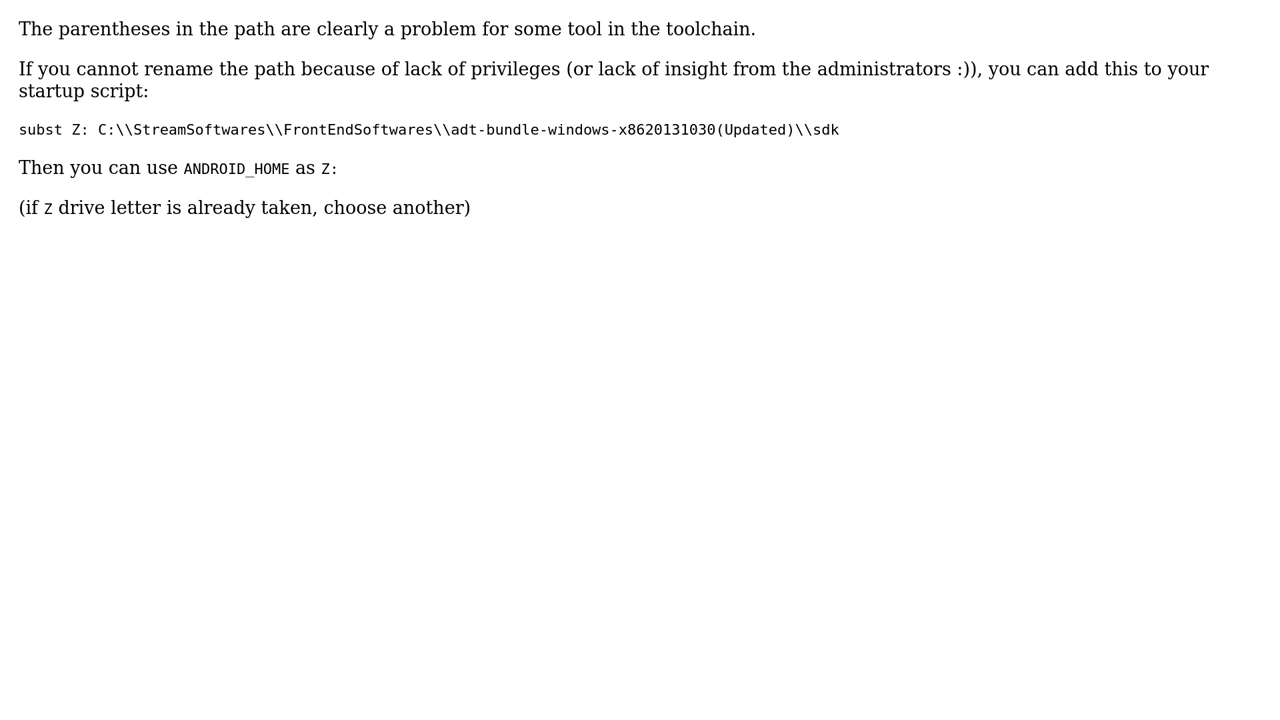 The parentheses in the path are clearly a problem for some tool in the toolchain.
If you cannot rename the path because of lack of privileges (or lack of insight from the administrators :)), you can add this to your
startup script:
subst Z: C:\\StreamSoftwares\\FrontEndSoftwares\\adt-bundle-windows-x8620131030(Updated)\\sdk
Then you can use ANDROID_HOME as Z:
(if Z drive letter is already taken, choose another)